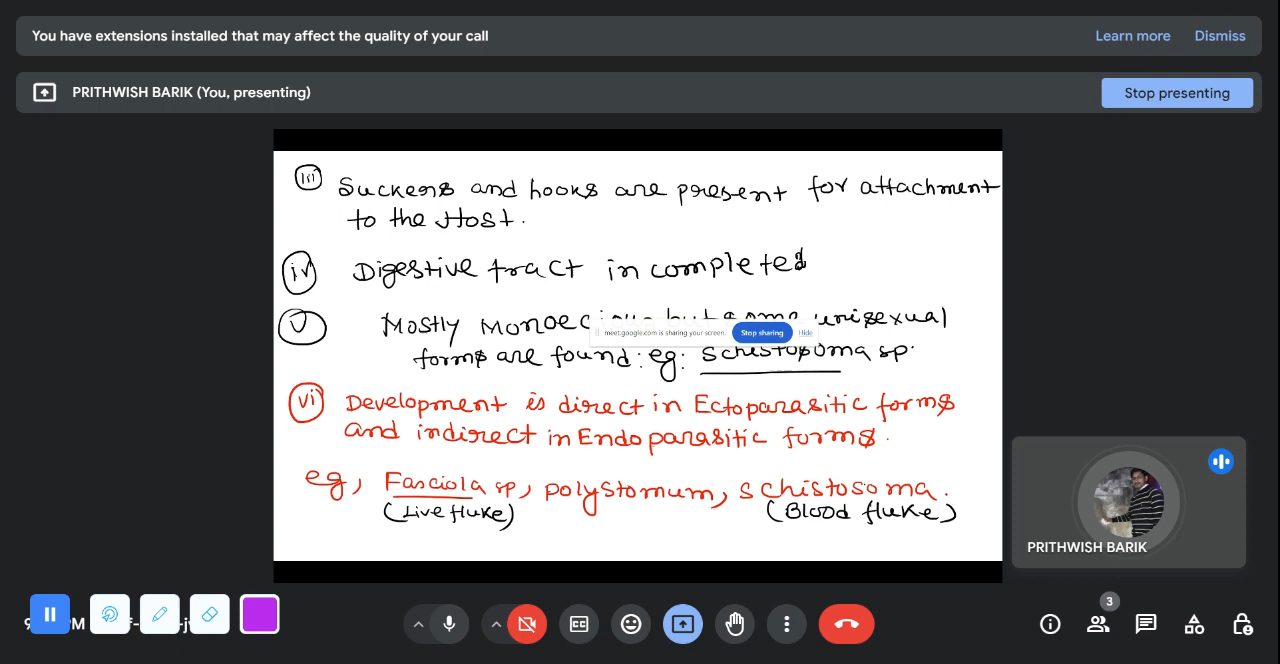 You have extensions installed that may affect the quality of your call
Learn more
Dismiss
PRITHWISH BARIK (You, presenting)
Stop presenting
(iii) Suckers and hooks are present for attachment
to the Host.
(iv) Digestive tract in completed
(v) Mostly Monoecious but some unisexual
meet.google.com is sharing your screen.
Stop sharing
Hide
forms are found. eg: Schistosoma sp.
(vi) Development is direct in Ectoparasitic forms
and indirect in Endoparasitic forms.
eg, Fasciola sp, polystomum, schistosoma.
(Live fluke)
(Blood fluke)
PRITHWISH BARIK
3